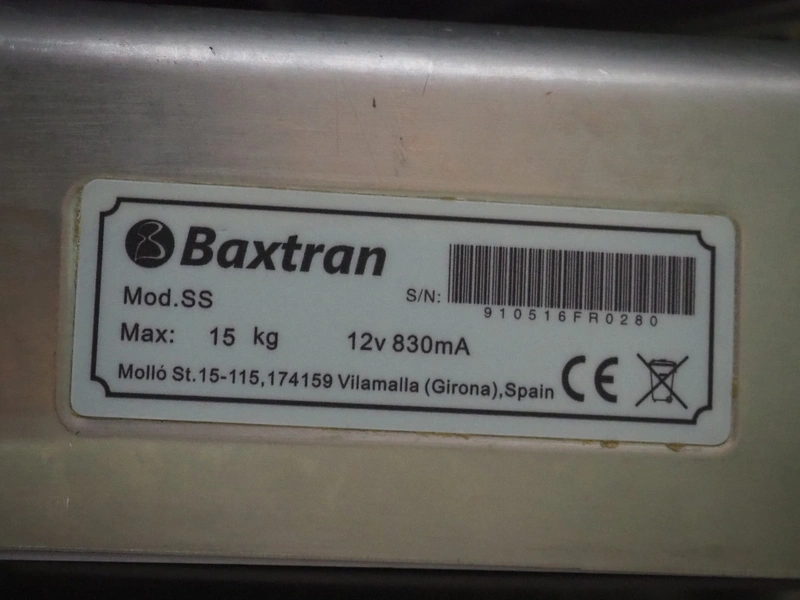 Baxtran
Mod.SS
S/N:
910516FR0280
Max: 15 kg 12v 830mA
Molló St.15-115,174159 Vilamalla (Girona),Spain
CE